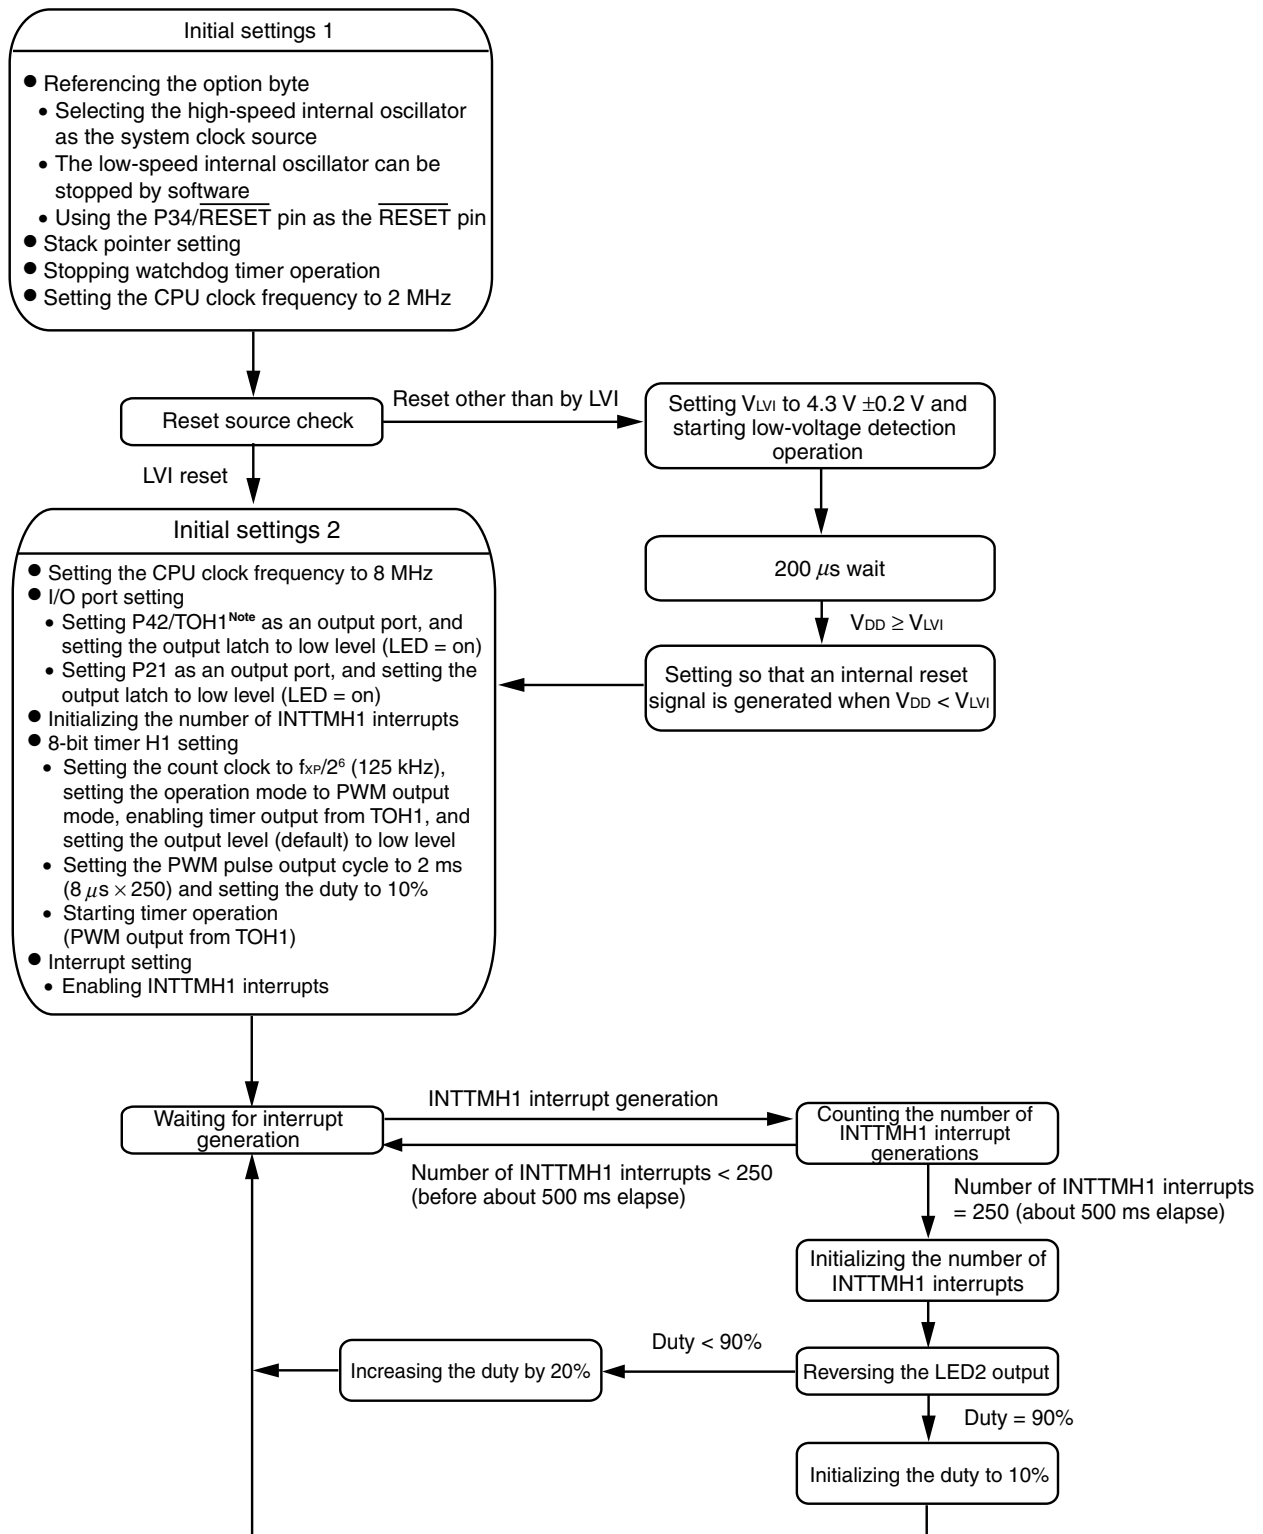 Initial settings 1
● Referencing the option byte
• Selecting the high-speed internal oscillator
as the system clock source
• The low-speed internal oscillator can be
stopped by software
• Using the P34/R̅E̅S̅E̅T̅ pin as the R̅E̅S̅E̅T̅ pin
● Stack pointer setting
● Stopping watchdog timer operation
● Setting the CPU clock frequency to 2 MHz
Reset source check
Reset other than by LVI
Setting VLVI to 4.3 V ±0.2 V and
starting low-voltage detection
operation
LVI reset
200 μs wait
VDD ≥ VLVI
Setting so that an internal reset
signal is generated when VDD < VLVI
Initial settings 2
● Setting the CPU clock frequency to 8 MHz
● I/O port setting
• Setting P42/TOH1Note as an output port, and
setting the output latch to low level (LED = on)
• Setting P21 as an output port, and setting the
output latch to low level (LED = on)
● Initializing the number of INTTMH1 interrupts
● 8-bit timer H1 setting
• Setting the count clock to fXP/2⁶ (125 kHz),
setting the operation mode to PWM output
mode, enabling timer output from TOH1, and
setting the output level (default) to low level
• Setting the PWM pulse output cycle to 2 ms
(8 μs × 250) and setting the duty to 10%
• Starting timer operation
(PWM output from TOH1)
● Interrupt setting
• Enabling INTTMH1 interrupts
Waiting for interrupt
generation
INTTMH1 interrupt generation
Counting the number of
INTTMH1 interrupt
generations
Number of INTTMH1 interrupts < 250
(before about 500 ms elapse)
Number of INTTMH1 interrupts
= 250 (about 500 ms elapse)
Initializing the number of
INTTMH1 interrupts
Reversing the LED2 output
Duty < 90%
Increasing the duty by 20%
Duty = 90%
Initializing the duty to 10%